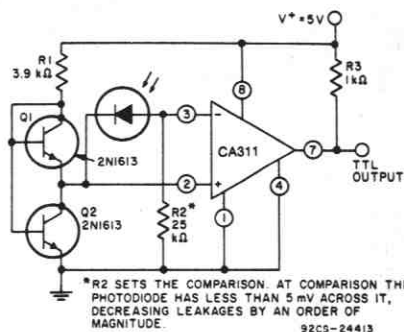 V⁺=5V
R1
3.9 kΩ
R3
1kΩ
Q1
2N1613
8
3
−
CA311
7
2
+
4
TTL
OUTPUT
Q2
2N1613
R2*
25
kΩ
1
*R2 SETS THE COMPARISON. AT COMPARISON THE
PHOTODIODE HAS LESS THAN 5 mV ACROSS IT,
DECREASING LEAKAGES BY AN ORDER OF
MAGNITUDE.
92CS-24413